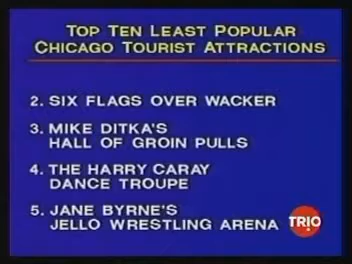 TOP TEN LEAST POPULAR
CHICAGO TOURIST ATTRACTIONS
2. SIX FLAGS OVER WACKER
3. MIKE DITKA'S
HALL OF GROIN PULLS
4. THE HARRY CARAY
DANCE TROUPE
5. JANE BYRNE'S
JELLO WRESTLING ARENA
TRIO